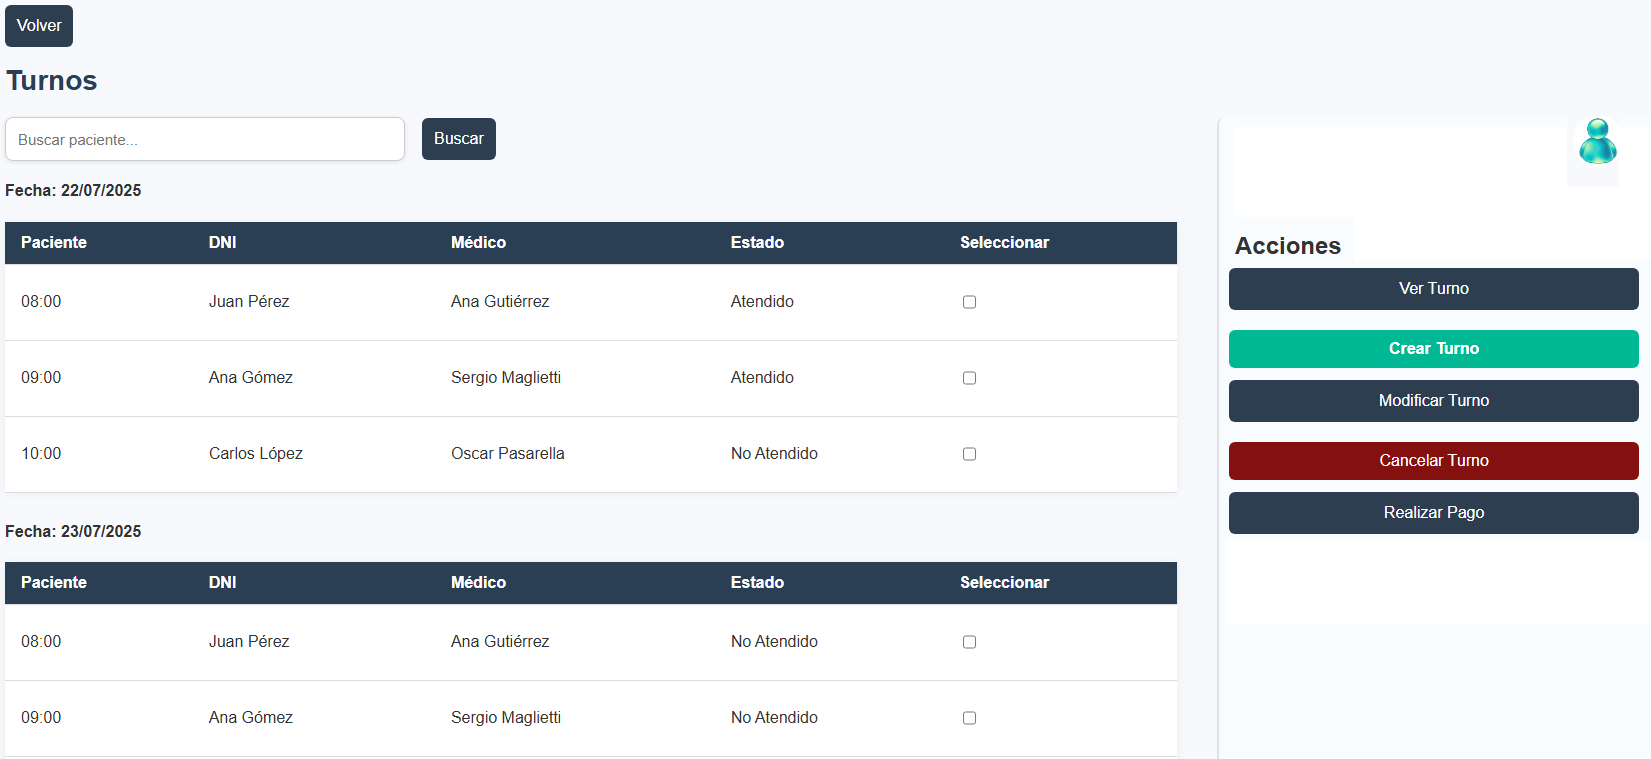 Volver
Turnos
Buscar paciente...
Buscar
Fecha: 22/07/2025
Paciente DNI Médico Estado Seleccionar
08:00 Juan Pérez Ana Gutiérrez Atendido
09:00 Ana Gómez Sergio Maglietti Atendido
10:00 Carlos López Oscar Pasarella No Atendido
Fecha: 23/07/2025
Paciente DNI Médico Estado Seleccionar
08:00 Juan Pérez Ana Gutiérrez No Atendido
09:00 Ana Gómez Sergio Maglietti No Atendido
Acciones
Ver Turno
Crear Turno
Modificar Turno
Cancelar Turno
Realizar Pago